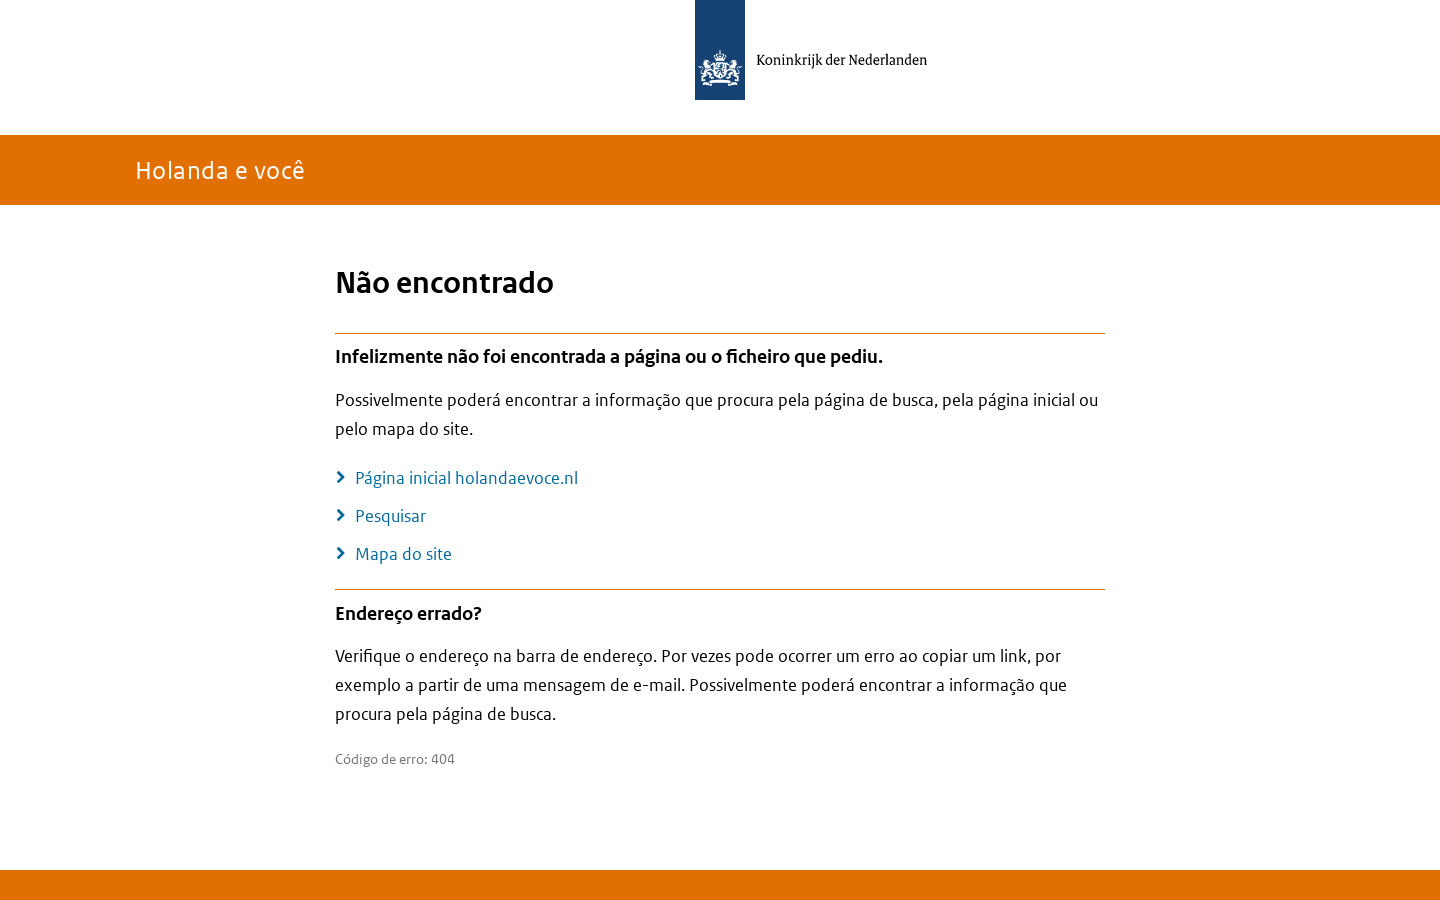 Koninkrijk der Nederlanden
Holanda e você
Não encontrado
Infelizmente não foi encontrada a página ou o ficheiro que pediu.
Possivelmente poderá encontrar a informação que procura pela página de busca, pela página inicial ou
pelo mapa do site.
Página inicial holandaevoce.nl
Pesquisar
Mapa do site
Endereço errado?
Verifique o endereço na barra de endereço. Por vezes pode ocorrer um erro ao copiar um link, por
exemplo a partir de uma mensagem de e-mail. Possivelmente poderá encontrar a informação que
procura pela página de busca.
Código de erro: 404